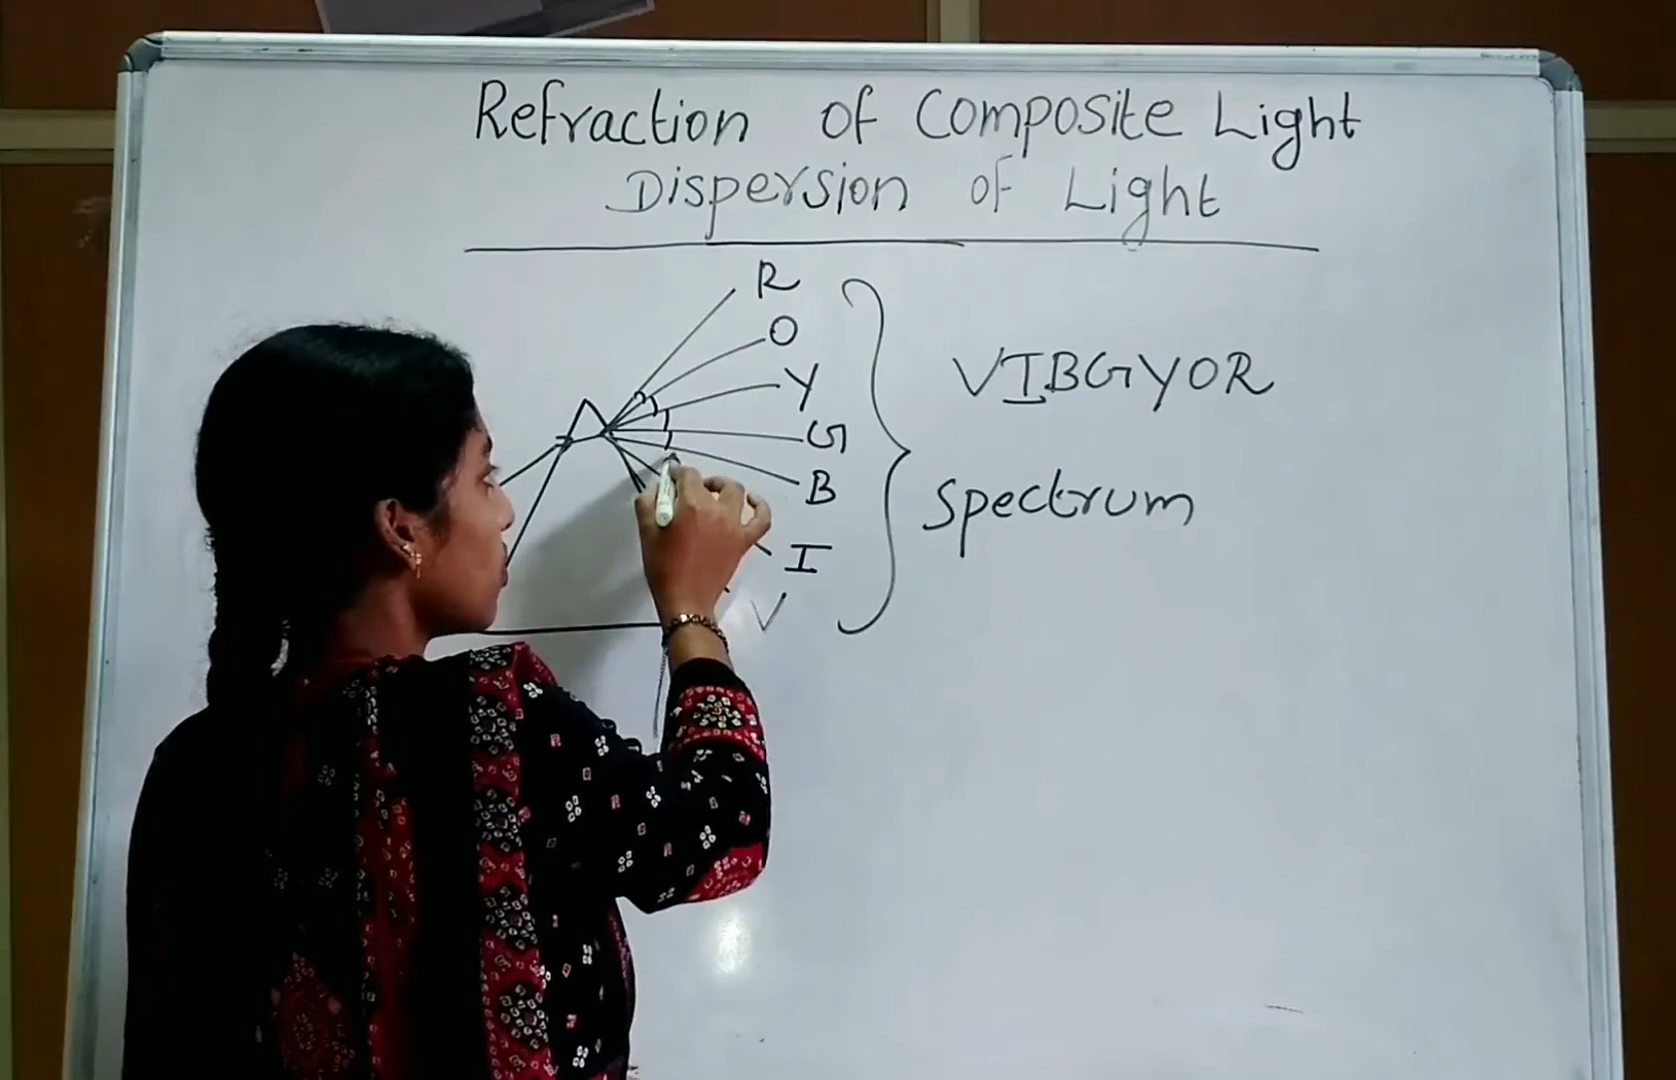 Refraction of Composite Light
Dispersion of Light
R
O
Y
G
B
I
V
VIBGYOR
Spectrum